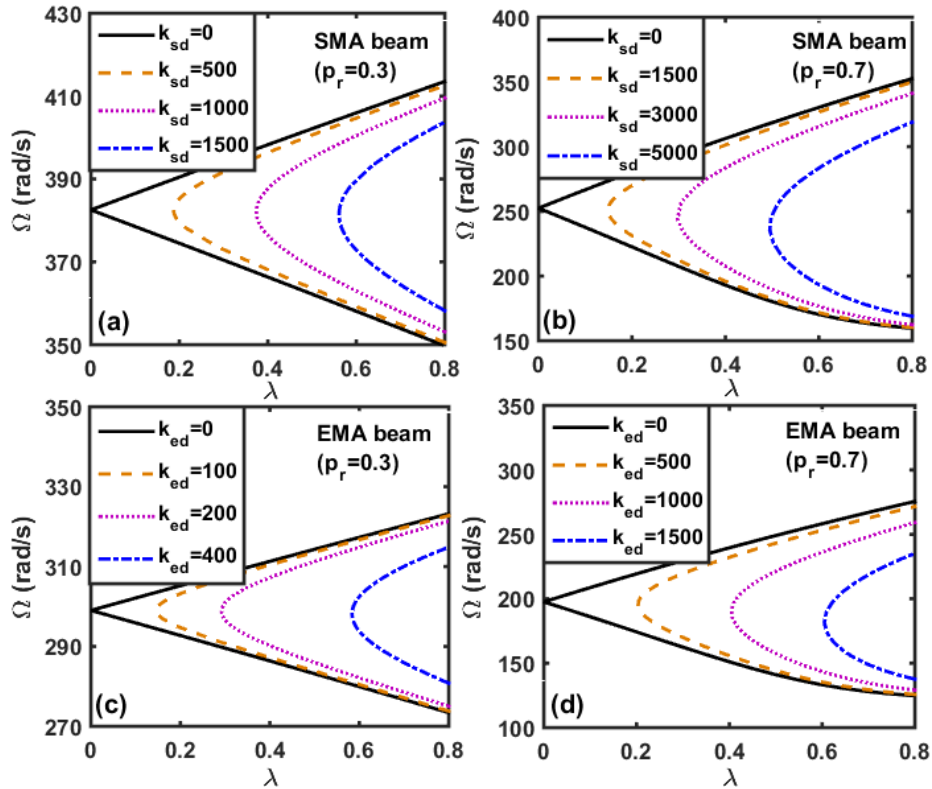 430
410
390
370
350
Ω (rad/s)
0
0.2
0.4
0.6
0.8
λ
k_sd=0
k_sd=500
k_sd=1000
k_sd=1500
SMA beam
(p_r=0.3)
(a)
400
350
300
250
200
150
Ω (rad/s)
0
0.2
0.4
0.6
0.8
λ
k_sd=0
k_sd=1500
k_sd=3000
k_sd=5000
SMA beam
(p_r=0.7)
(b)
350
330
310
290
270
Ω (rad/s)
0
0.2
0.4
0.6
0.8
λ
k_ed=0
k_ed=100
k_ed=200
k_ed=400
EMA beam
(p_r=0.3)
(c)
350
300
250
200
150
100
Ω (rad/s)
0
0.2
0.4
0.6
0.8
λ
k_ed=0
k_ed=500
k_ed=1000
k_ed=1500
EMA beam
(p_r=0.7)
(d)